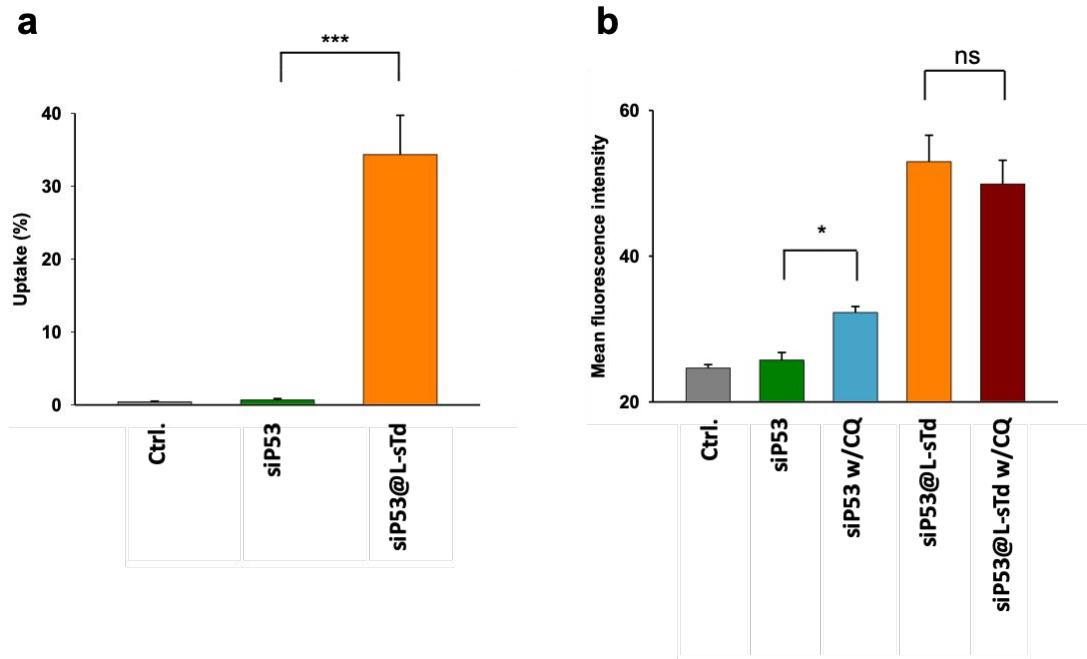 a
***
Uptake (%)
40
30
20
10
0
Ctrl.
siP53
siP53@L-sTd
b
ns
*
Mean fluorescence intensity
60
40
20
Ctrl.
siP53
siP53 w/CQ
siP53@L-sTd
siP53@L-sTd w/CQ